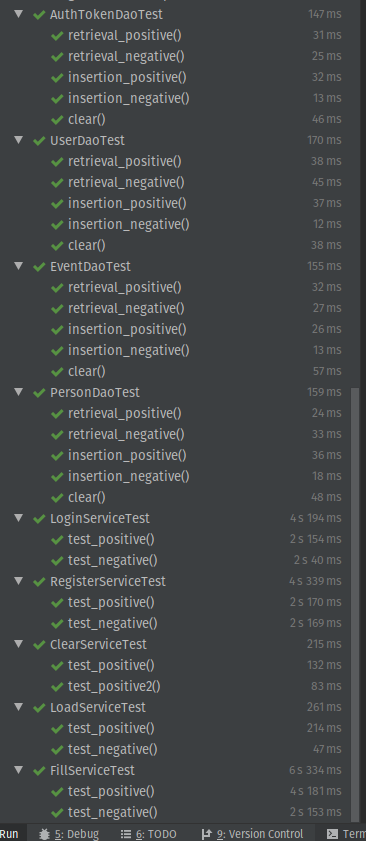 AuthTokenDaoTest 147 ms
retrieval_positive() 31 ms
retrieval_negative() 25 ms
insertion_positive() 32 ms
insertion_negative() 13 ms
clear() 46 ms
UserDaoTest 170 ms
retrieval_positive() 38 ms
retrieval_negative() 45 ms
insertion_positive() 37 ms
insertion_negative() 12 ms
clear() 38 ms
EventDaoTest 155 ms
retrieval_positive() 32 ms
retrieval_negative() 27 ms
insertion_positive() 26 ms
insertion_negative() 13 ms
clear() 57 ms
PersonDaoTest 159 ms
retrieval_positive() 24 ms
retrieval_negative() 33 ms
insertion_positive() 36 ms
insertion_negative() 18 ms
clear() 48 ms
LoginServiceTest 4 s 194 ms
test_positive() 2 s 154 ms
test_negative() 2 s 40 ms
RegisterServiceTest 4 s 339 ms
test_positive() 2 s 170 ms
test_negative() 2 s 169 ms
ClearServiceTest 215 ms
test_positive() 132 ms
test_positive2() 83 ms
LoadServiceTest 261 ms
test_positive() 214 ms
test_negative() 47 ms
FillServiceTest 6 s 334 ms
test_positive() 4 s 181 ms
test_negative() 2 s 153 ms
Run 5: Debug 6: TODO 9: Version Control Term